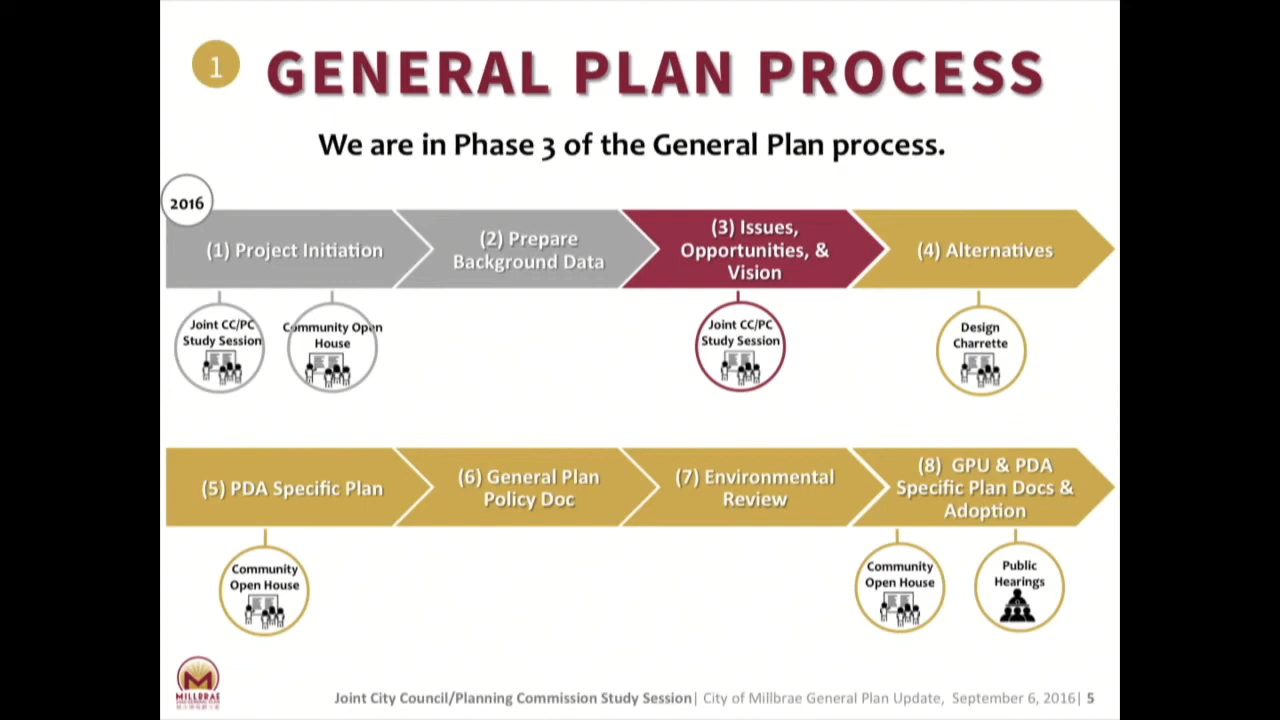 1
GENERAL PLAN PROCESS
We are in Phase 3 of the General Plan process.
2016
(1) Project Initiation
(2) Prepare
Background Data
(3) Issues,
Opportunities, &
Vision
(4) Alternatives
Joint CC/PC
Study Session
Community Open
House
Joint CC/PC
Study Session
Design
Charrette
(5) PDA Specific Plan
(6) General Plan
Policy Doc
(7) Environmental
Review
(8) GPU & PDA
Specific Plan Docs &
Adoption
Community
Open House
Community
Open House
Public
Hearings
MILLBRAE
Joint City Council/Planning Commission Study Session| City of Millbrae General Plan Update, September 6, 2016| 5